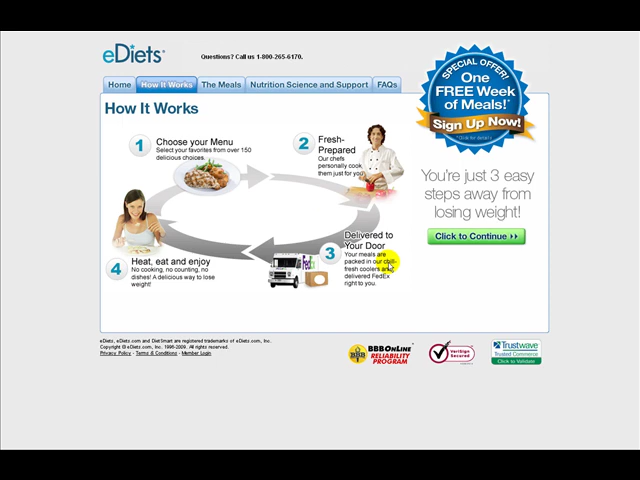 eDiets
Questions? Call us 1-800-265-6170.
Home
How It Works
The Meals
Nutrition Science and Support
FAQs
SPECIAL OFFER!
One
FREE Week
of Meals!*
Sign Up Now!
*Click for details
How It Works
1
Choose your Menu
Select your favorites from over 150
delicious choices.
2
Fresh-
Prepared
Our chefs
personally cook
them just for you
3
Delivered to
Your Door
Your meals are
packed in our chill-
fresh coolers and
delivered FedEx
right to you.
4
Heat, eat and enjoy
No cooking, no counting, no
dishes! A delicious way to lose
weight!
You're just 3 easy
steps away from
losing weight!
Click to Continue
eDiets, eDiets.com and DietSmart are registered trademarks of eDiets.com, Inc.
Copyright © eDiets.com, Inc. 1996-2009. All rights reserved.
Privacy Policy - Terms & Conditions - Member Login
BBB
BBBONLINE
RELIABILITY
PROGRAM
VeriSign
Secured
Trustwave
Trusted Commerce
Click to Validate